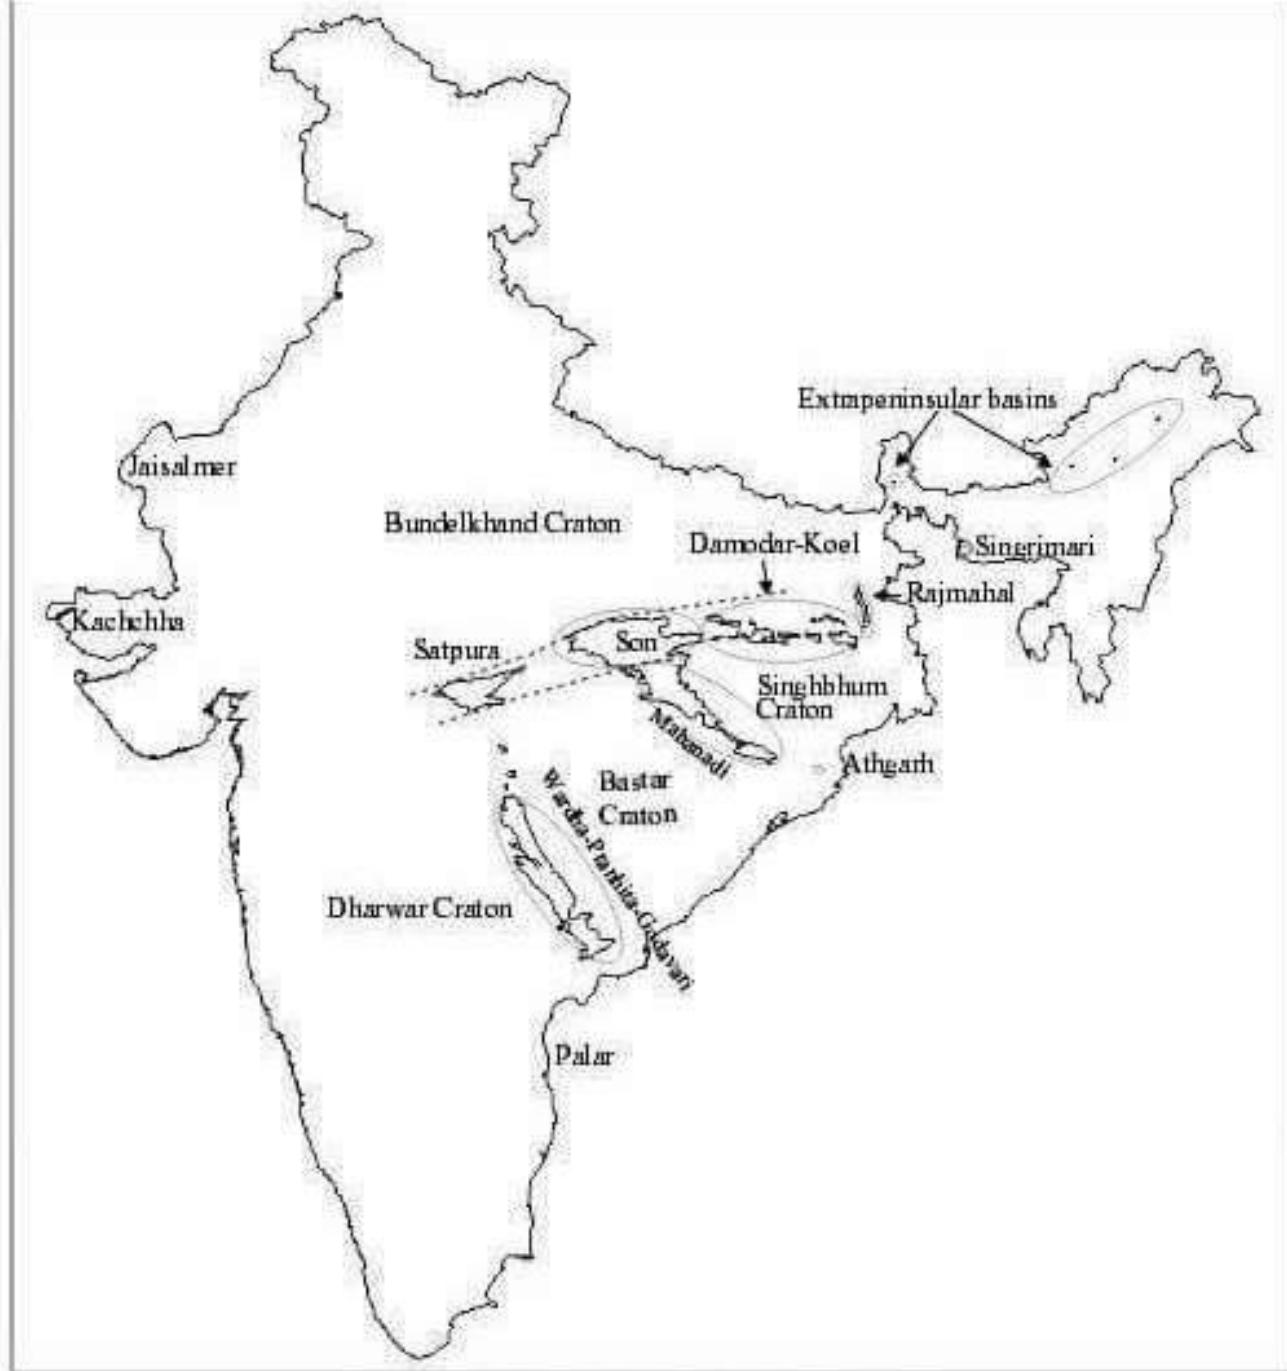 Extrapeninsular basins
Jaisalmer
Bundelkhand Craton
Damodar-Koel
Singrimari
Rajmahal
Kachchha
Satpura
Son
Singhbhum
Craton
Mahanadi
Athgarh
Bastar
Craton
Wardha-Pranhita-Godavari
Dharwar Craton
Palar